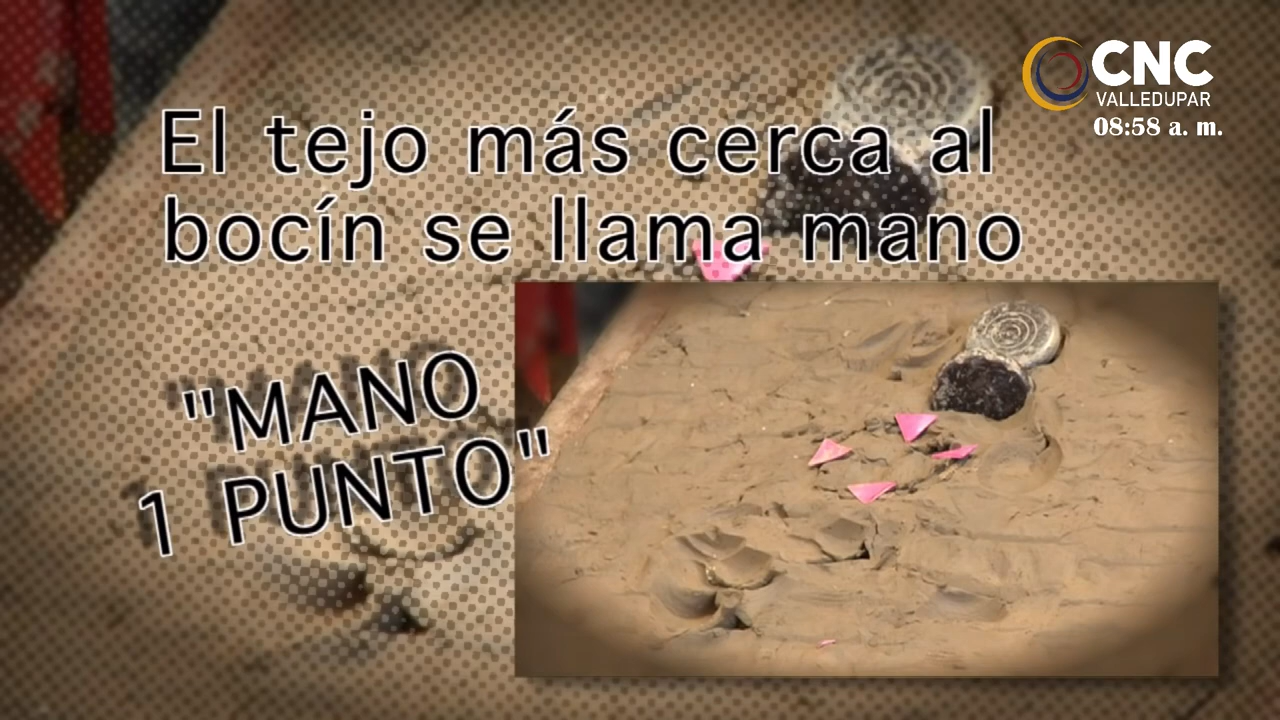 CNC
VALLEDUPAR
08:58 a. m.
El tejo más cerca al
bocín se llama mano
"MANO
1 PUNTO"